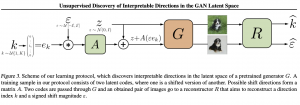 Unsupervised Discovery of Interpretable Directions in the GAN Latent Space
ε
z
k
= e_k
A
z+A(εe_k)
G
R
k̂
ε̂
Figure 3. Scheme of our learning protocol, which discovers interpretable directions in the latent space of a pretrained generator G. A
training sample in our protocol consists of two latent codes, where one is a shifted version of another. Possible shift directions form a
matrix A. Two codes are passed through G and an obtained pair of images go to a reconstructor R that aims to reconstruct a direction
index k and a signed shift magnitude ε.